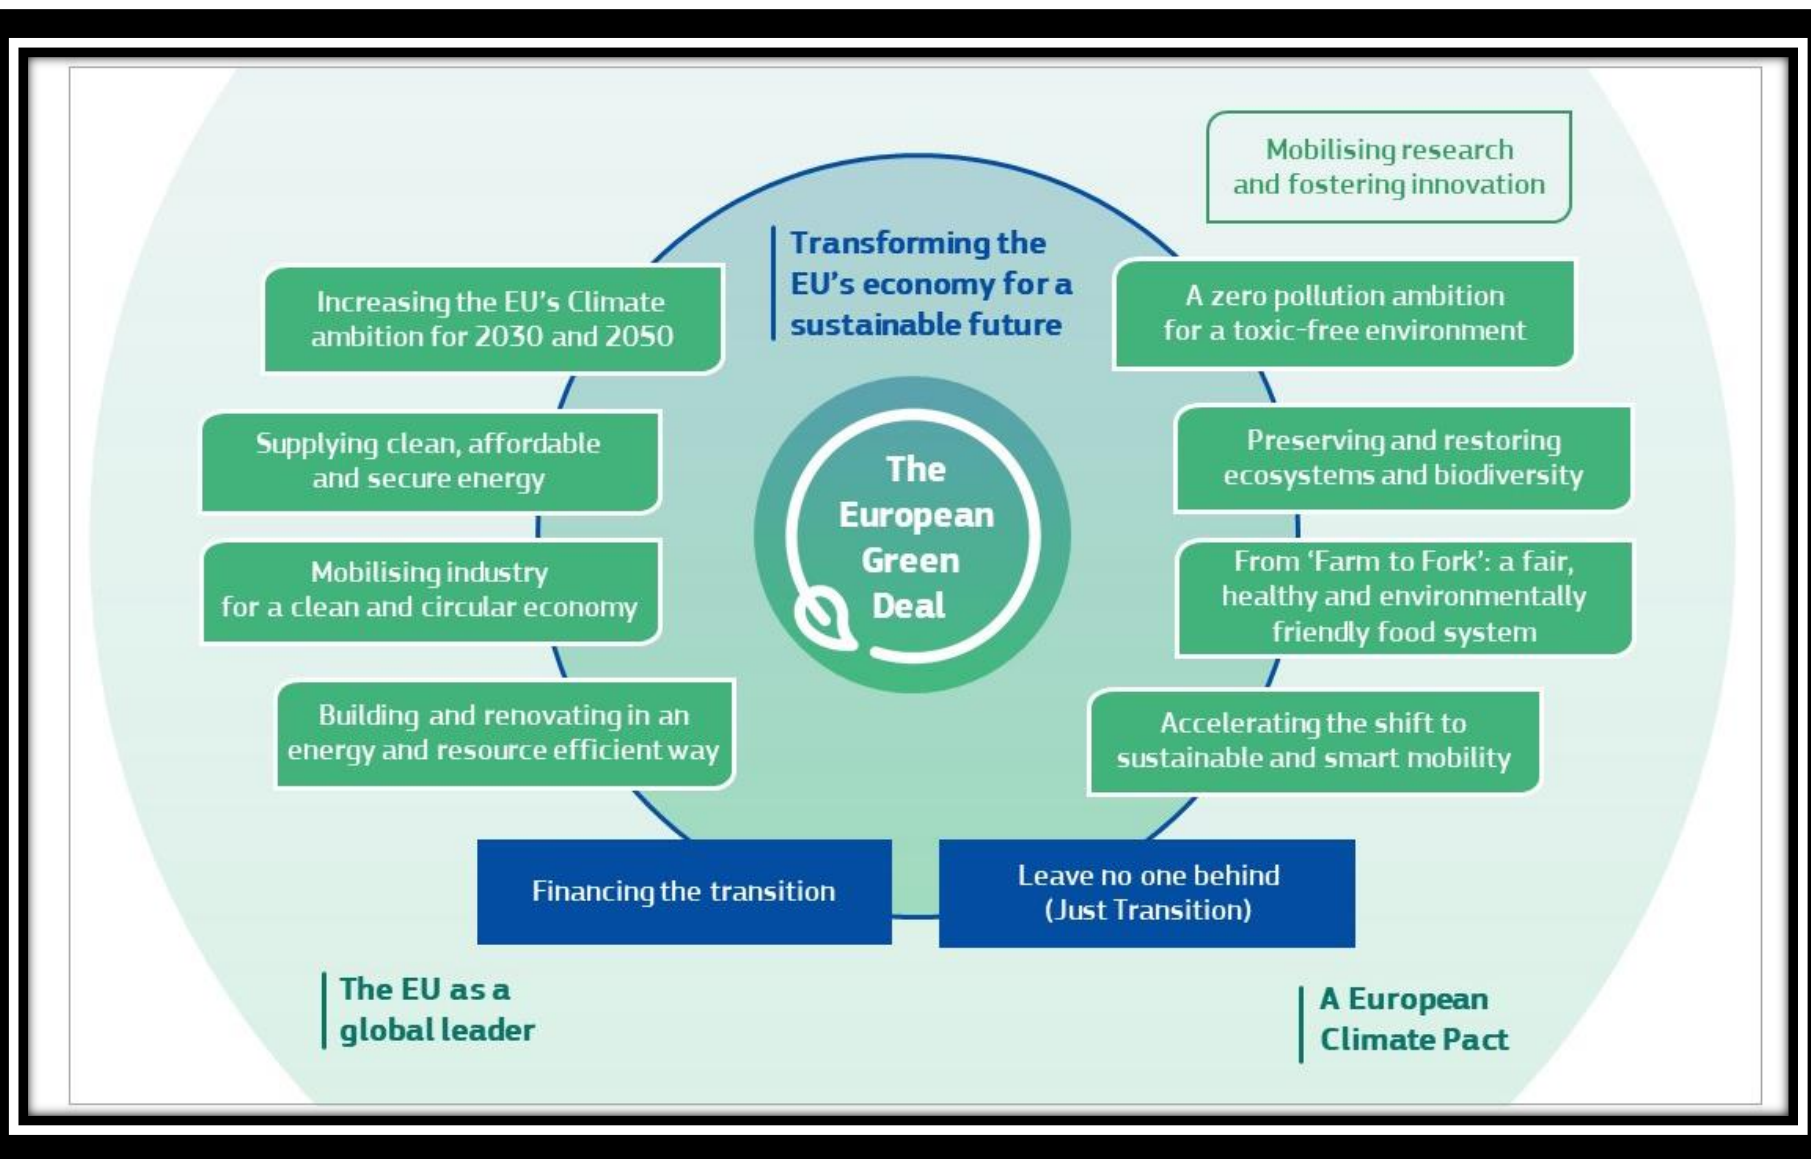 Mobilising research
and fostering innovation
Transforming the
EU's economy for a
sustainable future
Increasing the EU's Climate
ambition for 2030 and 2050
A zero pollution ambition
for a toxic-free environment
Supplying clean, affordable
and secure energy
Preserving and restoring
ecosystems and biodiversity
The
European
Green
Deal
Mobilising industry
for a clean and circular economy
From ‘Farm to Fork’: a fair,
healthy and environmentally
friendly food system
Building and renovating in an
energy and resource efficient way
Accelerating the shift to
sustainable and smart mobility
Financing the transition
Leave no one behind
(Just Transition)
The EU as a
global leader
A European
Climate Pact